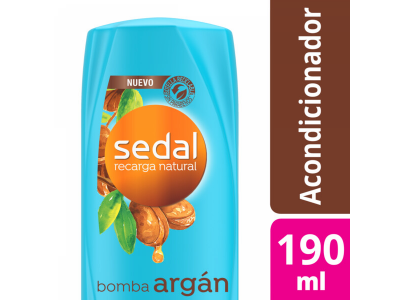 NUEVO
sedal
recarga natural
bomba argán
Acondicionador
190
ml